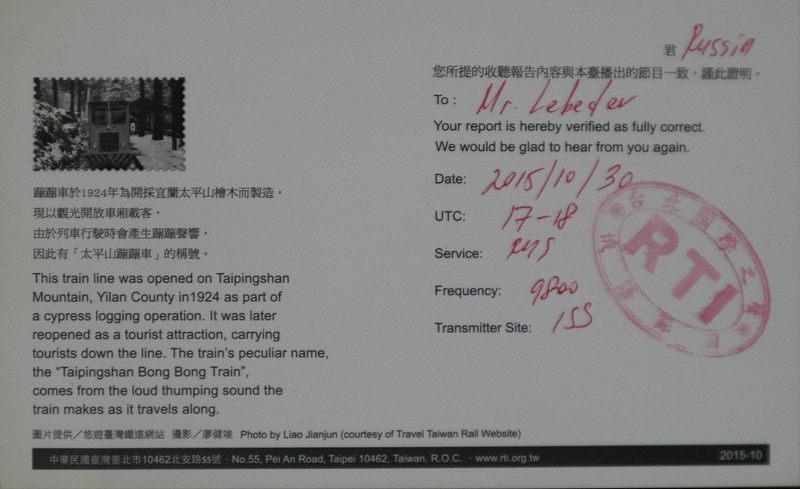 蹦蹦車於1924年為開採宜蘭太平山檜木而製造，
現以觀光開放車廂載客，
由於列車行駛時會產生蹦蹦聲響，
因此有「太平山蹦蹦車」的稱號。
This train line was opened on Taipingshan
Mountain, Yilan County in1924 as part of
a cypress logging operation. It was later
reopened as a tourist attraction, carrying
tourists down the line. The train's peculiar name,
the “Taipingshan Bong Bong Train”,
comes from the loud thumping sound the
train makes as it travels along.
圖片提供／悠遊臺灣鐵道網站 攝影／廖健竣 Photo by Liao Jianjun (courtesy of Travel Taiwan Rail Website)
君 Russia
您所提的收聽報告內容與本臺播出的節目一致，謹此證明。
To : Mr. Lebedev
Your report is hereby verified as fully correct.
We would be glad to hear from you again.
Date: 2015/10/30
UTC: 17-18
Service: RUS
Frequency: 9800
Transmitter Site: ISS
台北國際之聲
RTI
中華民國臺灣臺北市10462北安路55號．No.55, Pei An Road, Taipei 10462, Taiwan, R.O.C. ．www.rti.org.tw
2015-10